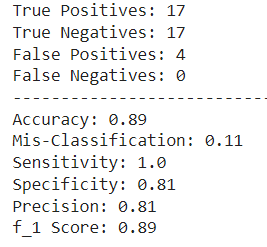 True Positives: 17
True Negatives: 17
False Positives: 4
False Negatives: 0
--------------------------
Accuracy: 0.89
Mis-Classification: 0.11
Sensitivity: 1.0
Specificity: 0.81
Precision: 0.81
f_1 Score: 0.89